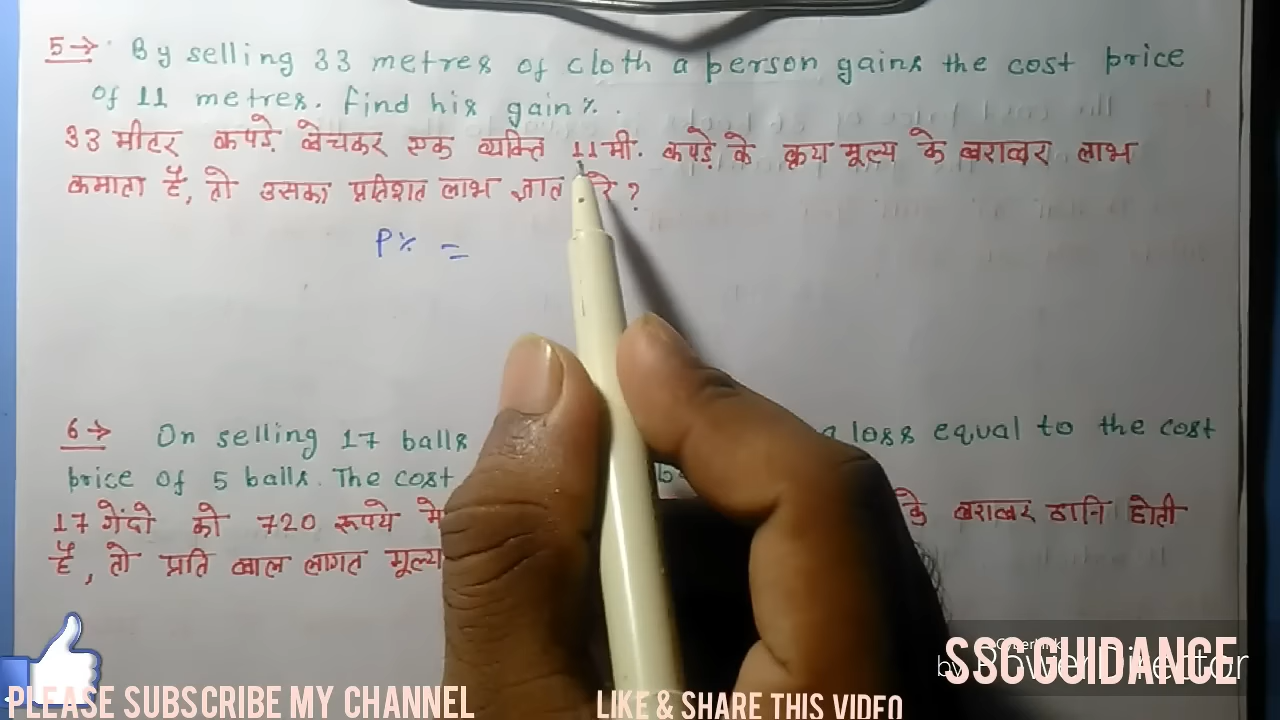 5→ By selling 33 metres of cloth a person gains the cost price
of 11 metres. find his gain%.
33 मीटर कपड़े बेचकर एक व्यक्ति 11मी. कपड़े के क्रय मूल्य के बराबर लाभ
कमाता है, तो उसका प्रतिशत लाभ ज्ञात रे?
P% =
6→ On selling 17 balls loss equal to the cost
price of 5 balls. The cost
17 गेंदो को 720 रूपये मे के बराबर हानि होती
है, तो प्रति बाल लागत मूल्य
SSC GUIDANCE
by PowerDirector
PLEASE SUBSCRIBE MY CHANNEL LIKE & SHARE THIS VIDEO